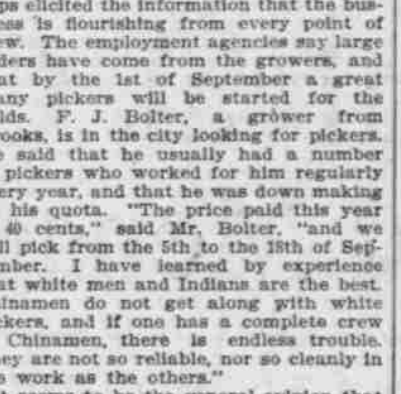 ps elicited the information that the bus-
ess is flourishing from every point of
ew. The employment agencies say large
ders have come from the growers, and
at by the 1st of September a great
any pickers will be started for the
lds. F. J. Bolter, a grower from
ooks, is in the city looking for pickers.
e said that he usually had a number
pickers who worked for him regularly
ery year, and that he was down making
his quota. "The price paid this year
40 cents," said Mr. Bolter, "and we
ll pick from the 5th to the 18th of Sep-
mber. I have learned by experience
at white men and Indians are the best.
inamen do not get along with white
ckers, and if one has a complete crew
Chinamen, there is endless trouble.
ey are not so reliable, nor so cleanly in
e work as the others."